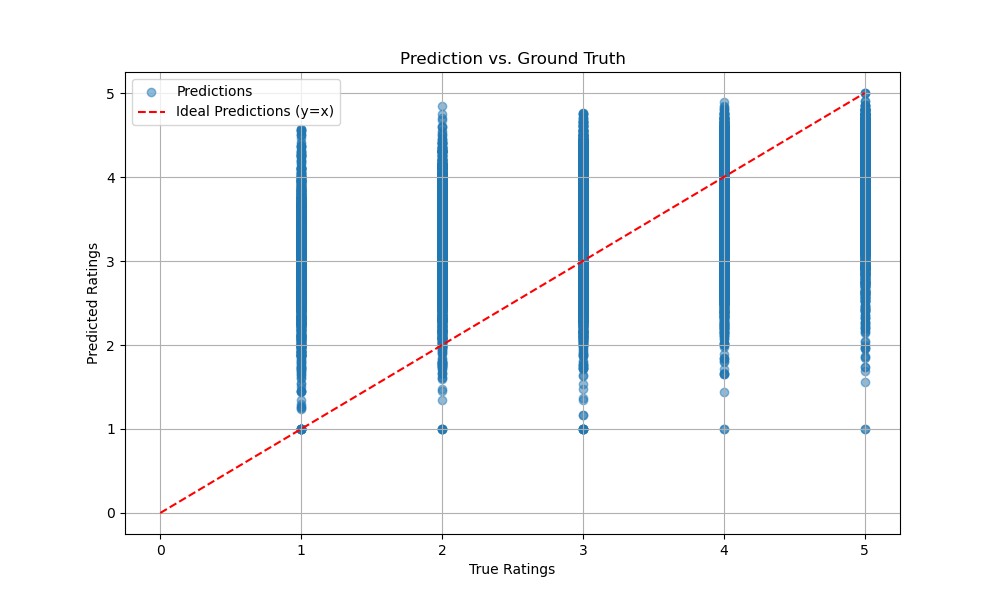 Prediction vs. Ground Truth
Predictions
Ideal Predictions (y=x)
Predicted Ratings
5
4
3
2
1
0
0 1 2 3 4 5
True Ratings